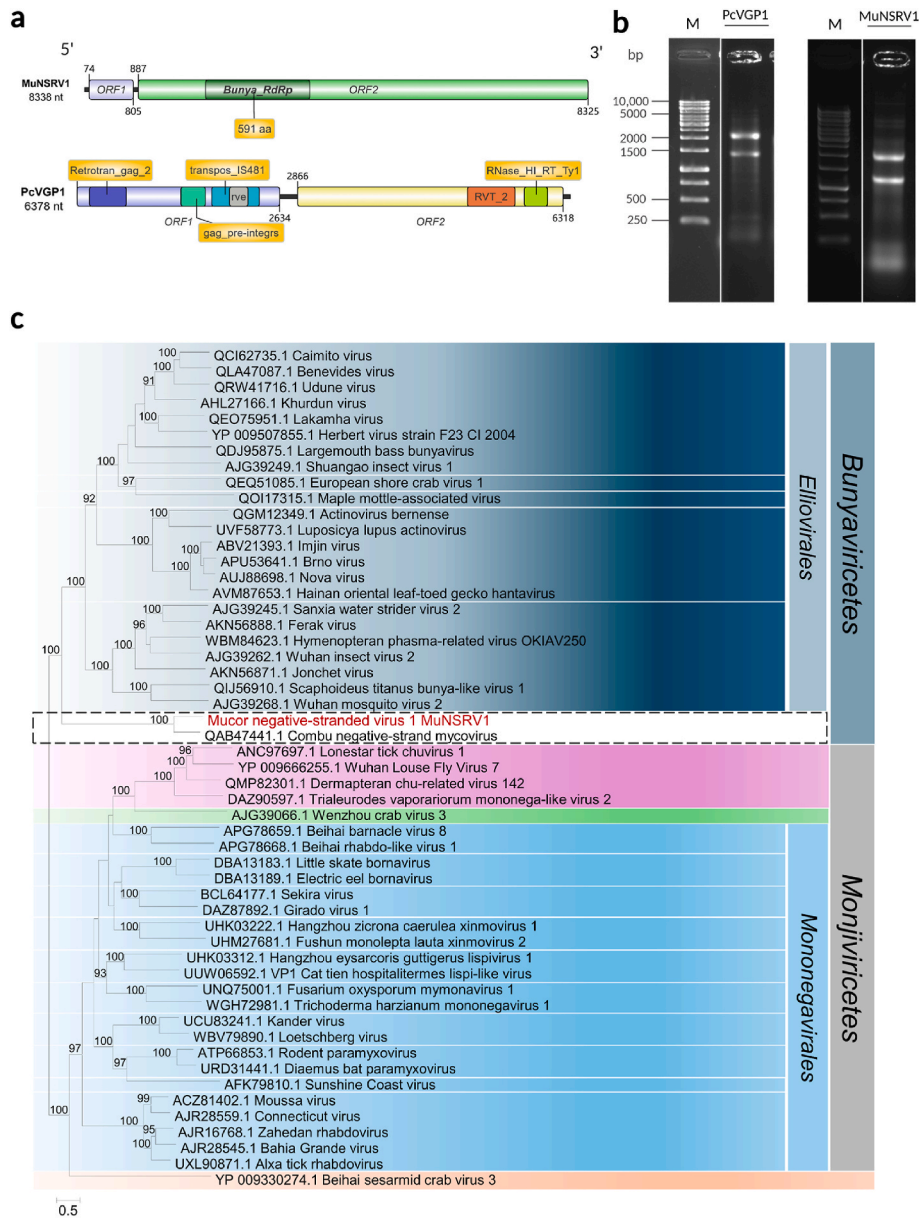 a
5'
3'
MuNSRV1
8338 nt
74
887
ORF1
Bunya_RdRp
ORF2
805
8325
591 aa
Retrotran_gag_2
transpos_IS481
2866
RNase_HI_RT_Ty1
PcVGP1
6378 nt
rve
RVT_2
ORF1
2634
ORF2
6318
gag_pre-integrs
b
M
PcVGP1
M
MuNSRV1
bp
10,000
5000
2000
1500
500
250
c
QCI62735.1 Caimito virus
QLA47087.1 Benevides virus
QRW41716.1 Udune virus
AHL27166.1 Khurdun virus
QEO75951.1 Lakamha virus
YP 009507855.1 Herbert virus strain F23 CI 2004
QDJ95875.1 Largemouth bass bunyavirus
AJG39249.1 Shuangao insect virus 1
QEQ51085.1 European shore crab virus 1
QOI17315.1 Maple mottle-associated virus
QGM12349.1 Actinovirus bernense
UVF58773.1 Luposicya lupus actinovirus
ABV21393.1 Imjin virus
APU53641.1 Brno virus
AUJ88698.1 Nova virus
AVM87653.1 Hainan oriental leaf-toed gecko hantavirus
AJG39245.1 Sanxia water strider virus 2
AKN56888.1 Ferak virus
WBM84623.1 Hymenopteran phasma-related virus OKIAV250
AJG39262.1 Wuhan insect virus 2
AKN56871.1 Jonchet virus
QIJ56910.1 Scaphoideus titanus bunya-like virus 1
AJG39268.1 Wuhan mosquito virus 2
Mucor negative-stranded virus 1 MuNSRV1
QAB47441.1 Combu negative-strand mycovirus
ANC97697.1 Lonestar tick chuvirus 1
YP 009666255.1 Wuhan Louse Fly Virus 7
QMP82301.1 Dermapteran chu-related virus 142
DAZ90597.1 Trialeurodes vaporariorum mononega-like virus 2
AJG39066.1 Wenzhou crab virus 3
APG78659.1 Beihai barnacle virus 8
APG78668.1 Beihai rhabdo-like virus 1
DBA13183.1 Little skate bornavirus
DBA13189.1 Electric eel bornavirus
BCL64177.1 Sekira virus
DAZ87892.1 Girado virus 1
UHK03222.1 Hangzhou zicrona caerulea xinmovirus 1
UHM27681.1 Fushun monolepta lauta xinmovirus 2
UHK03312.1 Hangzhou eysarcoris guttigerus lispivirus 1
UUW06592.1 VP1 Cat tien hospitalitermes lispi-like virus
UNQ75001.1 Fusarium oxysporum mymonavirus 1
WGH72981.1 Trichoderma harzianum mononegavirus 1
UCU83241.1 Kander virus
WBV79890.1 Loetschberg virus
ATP66853.1 Rodent paramyxovirus
URD31441.1 Diaemus bat paramyxovirus
AFK79810.1 Sunshine Coast virus
ACZ81402.1 Moussa virus
AJR28559.1 Connecticut virus
AJR16768.1 Zahedan rhabdovirus
AJR28545.1 Bahia Grande virus
UXL90871.1 Alxa tick rhabdovirus
YP 009330274.1 Beihai sesarmid crab virus 3
100
100
91
100
97
92
100
100
100
100
100
96
100
100
100
100
96
100
100
100
100
100
93
100
100
100
97
97
100
99
100
95
100
Elliovirales
Bunyaviricetes
Mononegavirales
Monjiviricetes
0.5